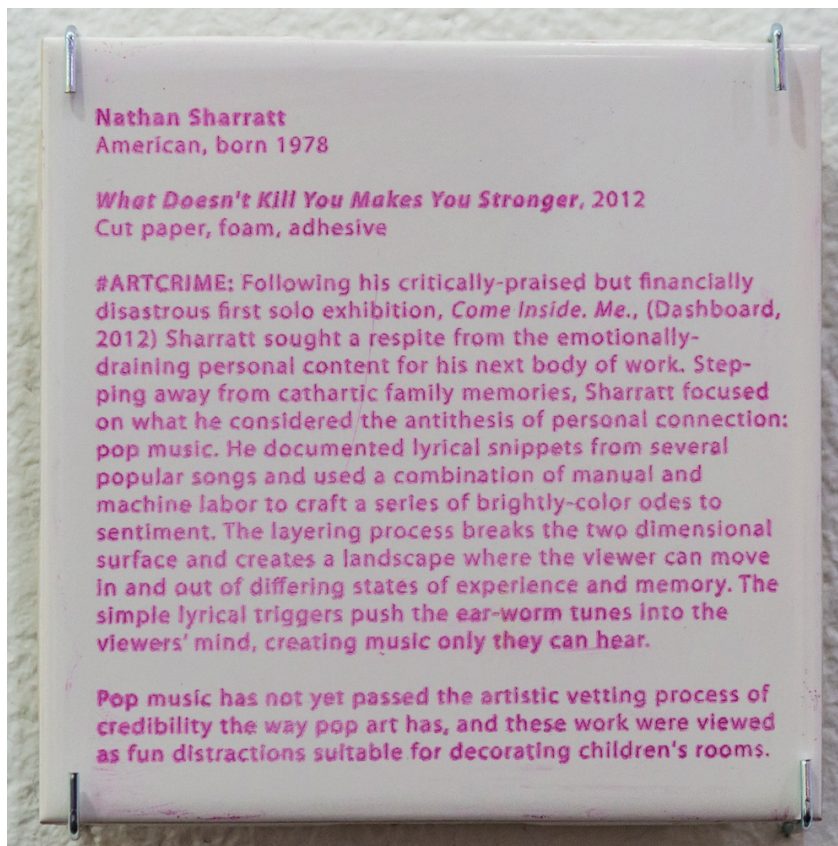 Nathan Sharratt
American, born 1978
What Doesn't Kill You Makes You Stronger, 2012
Cut paper, foam, adhesive
#ARTCRIME: Following his critically-praised but financially
disastrous first solo exhibition, Come Inside. Me., (Dashboard,
2012) Sharratt sought a respite from the emotionally-
draining personal content for his next body of work. Step-
ping away from cathartic family memories, Sharratt focused
on what he considered the antithesis of personal connection:
pop music. He documented lyrical snippets from several
popular songs and used a combination of manual and
machine labor to craft a series of brightly-color odes to
sentiment. The layering process breaks the two dimensional
surface and creates a landscape where the viewer can move
in and out of differing states of experience and memory. The
simple lyrical triggers push the ear-worm tunes into the
viewers' mind, creating music only they can hear.
Pop music has not yet passed the artistic vetting process of
credibility the way pop art has, and these work were viewed
as fun distractions suitable for decorating children's rooms.